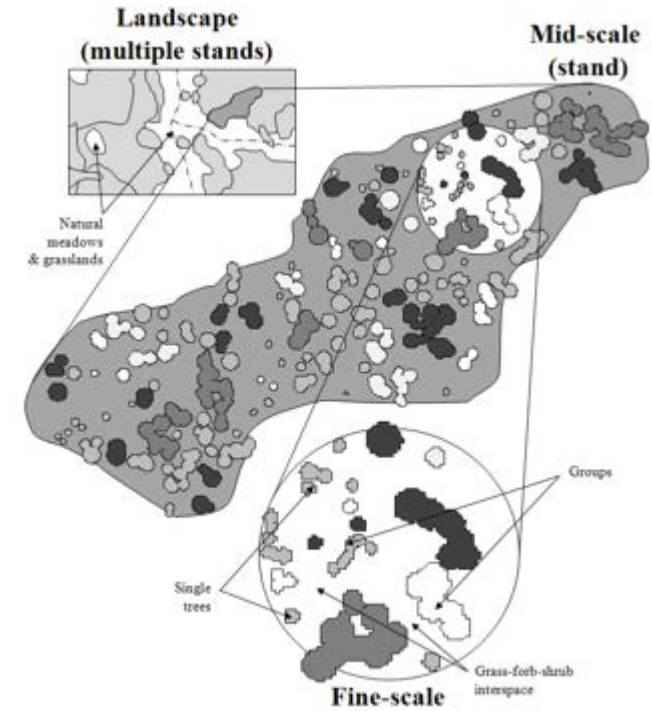 Landscape
(multiple stands)
Mid-scale
(stand)
Natural
meadows
& grasslands
Groups
Single
trees
Grass-forb-shrub
interspace
Fine-scale